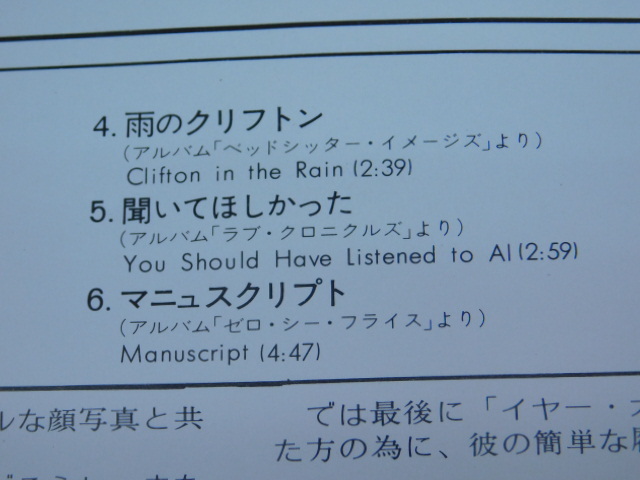 4. 雨のクリフトン
(アルバム「ベッドシッター・イメージズ」より)
Clifton in the Rain (2:39)
5. 聞いてほしかった
(アルバム「ラブ・クロニクルズ」より)
You Should Have Listened to Al (2:59)
6. マニュスクリプト
(アルバム「ゼロ・シー・フライス」より)
Manuscript (4:47)
ルな顔写真と共
では最後に「イヤー・
た方の為に、彼の簡単な